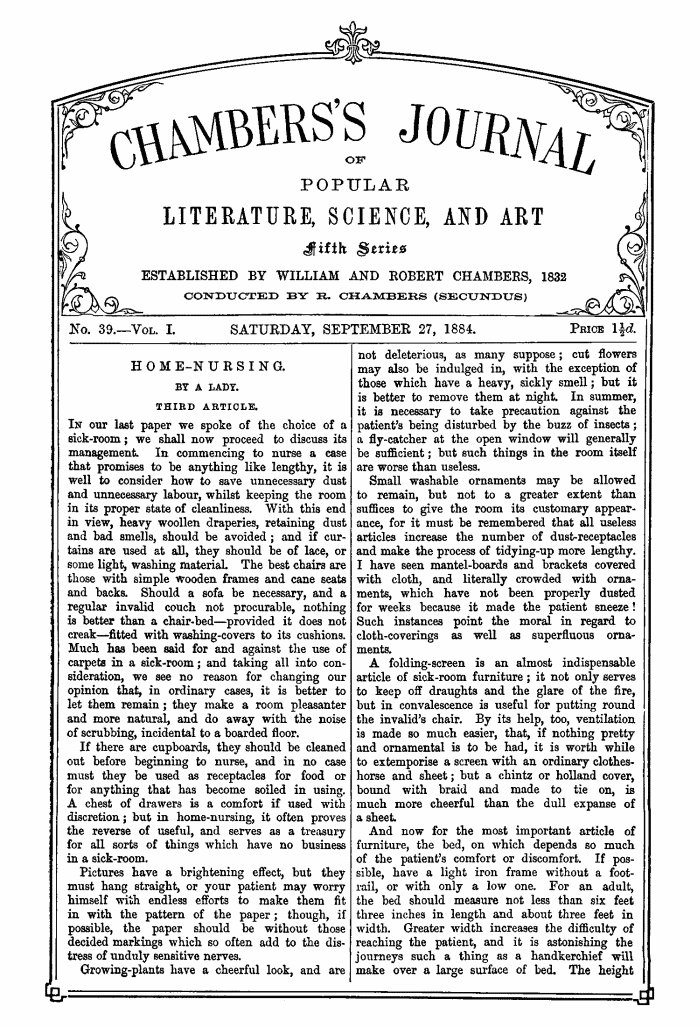 CHAMBERS'S JOURNAL
OF
POPULAR
LITERATURE, SCIENCE, AND ART
Fifth Series
ESTABLISHED BY WILLIAM AND ROBERT CHAMBERS, 1832
CONDUCTED BY R. CHAMBERS (SECUNDUS)
No. 39.—Vol. I.
SATURDAY, SEPTEMBER 27, 1884.
Price 1½d.
HOME-NURSING.
BY A LADY.
THIRD ARTICLE.
In our last paper we spoke of the choice of a
sick-room; we shall now proceed to discuss its
management. In commencing to nurse a case
that promises to be anything like lengthy, it is
well to consider how to save unnecessary dust
and unnecessary labour, whilst keeping the room
in its proper state of cleanliness. With this end
in view, heavy woollen draperies, retaining dust
and bad smells, should be avoided; and if cur-
tains are used at all, they should be of lace, or
some light, washing material. The best chairs are
those with simple wooden frames and cane seats
and backs. Should a sofa be necessary, and a
regular invalid couch not procurable, nothing
is better than a chair-bed—provided it does not
creak—fitted with washing-covers to its cushions.
Much has been said for and against the use of
carpets in a sick-room; and taking all into con-
sideration, we see no reason for changing our
opinion that, in ordinary cases, it is better to
let them remain; they make a room pleasanter
and more natural, and do away with the noise
of scrubbing, incidental to a boarded floor.
If there are cupboards, they should be cleaned
out before beginning to nurse, and in no case
must they be used as receptacles for food or
for anything that has become soiled in using.
A chest of drawers is a comfort if used with
discretion; but in home-nursing, it often proves
the reverse of useful, and serves as a treasury
for all sorts of things which have no business
in a sick-room.
Pictures have a brightening effect, but they
must hang straight, or your patient may worry
himself with endless efforts to make them fit
in with the pattern of the paper; though, if
possible, the paper should be without those
decided markings which so often add to the dis-
tress of unduly sensitive nerves.
Growing-plants have a cheerful look, and are
not deleterious, as many suppose; cut flowers
may also be indulged in, with the exception of
those which have a heavy, sickly smell; but it
is better to remove them at night. In summer,
it is necessary to take precaution against the
patient's being disturbed by the buzz of insects;
a fly-catcher at the open window will generally
be sufficient; but such things in the room itself
are worse than useless.
Small washable ornaments may be allowed
to remain, but not to a greater extent than
suffices to give the room its customary appear-
ance, for it must be remembered that all useless
articles increase the number of dust-receptacles
and make the process of tidying-up more lengthy.
I have seen mantel-boards and brackets covered
with cloth, and literally crowded with orna-
ments, which have not been properly dusted
for weeks because it made the patient sneeze!
Such instances point the moral in regard to
cloth-coverings as well as superfluous orna-
ments.
A folding-screen is an almost indispensable
article of sick-room furniture; it not only serves
to keep off draughts and the glare of the fire,
but in convalescence is useful for putting round
the invalid's chair. By its help, too, ventilation
is made so much easier, that, if nothing pretty
and ornamental is to be had, it is worth while
to extemporise a screen with an ordinary clothes-
horse and sheet; but a chintz or holland cover,
bound with braid and made to tie on, is
much more cheerful than the dull expanse of
a sheet.
And now for the most important article of
furniture, the bed, on which depends so much
of the patient's comfort or discomfort. If pos-
sible, have a light iron frame without a foot-
rail, or with only a low one. For an adult,
the bed should measure not less than six feet
three inches in length and about three feet in
width. Greater width increases the difficulty of
reaching the patient, and it is astonishing the
journeys such a thing as a handkerchief will
make over a large surface of bed. The height